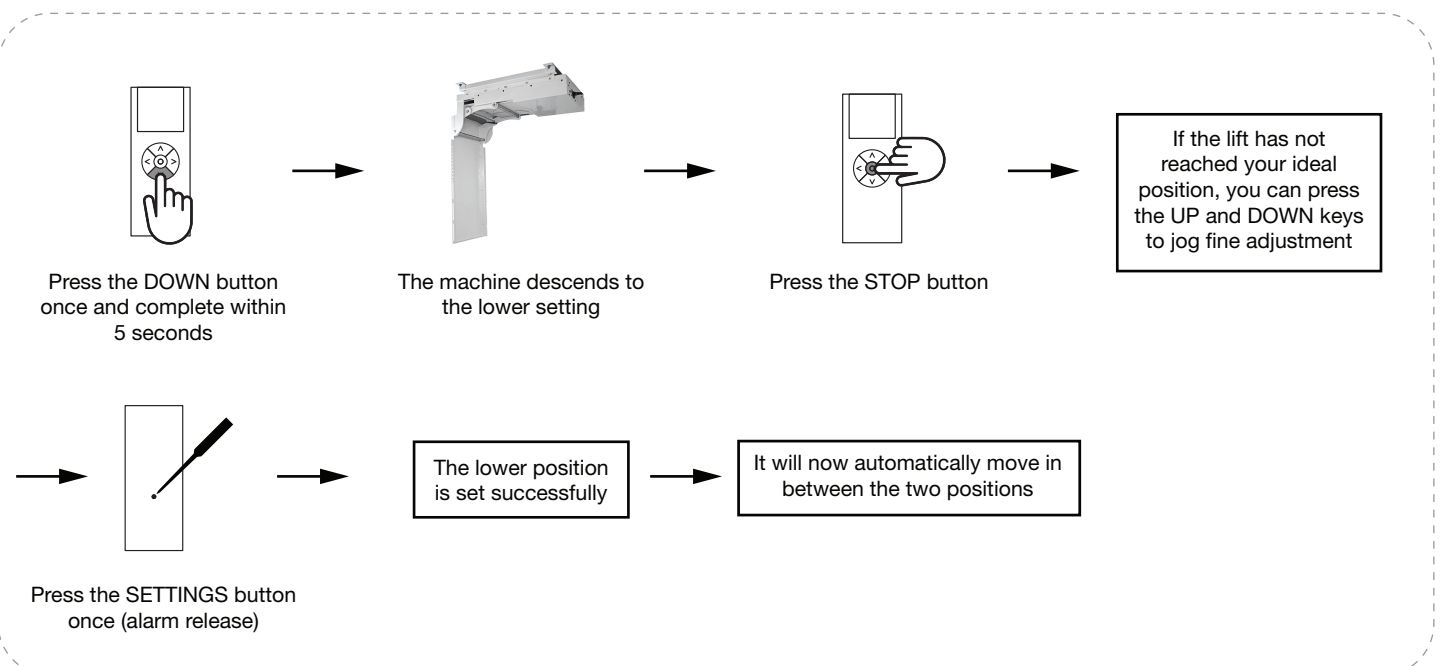 Press the DOWN button
once and complete within
5 seconds
The machine descends to
the lower setting
Press the STOP button
If the lift has not
reached your ideal
position, you can press
the UP and DOWN keys
to jog fine adjustment
Press the SETTINGS button
once (alarm release)
The lower position
is set successfully
It will now automatically move in
between the two positions